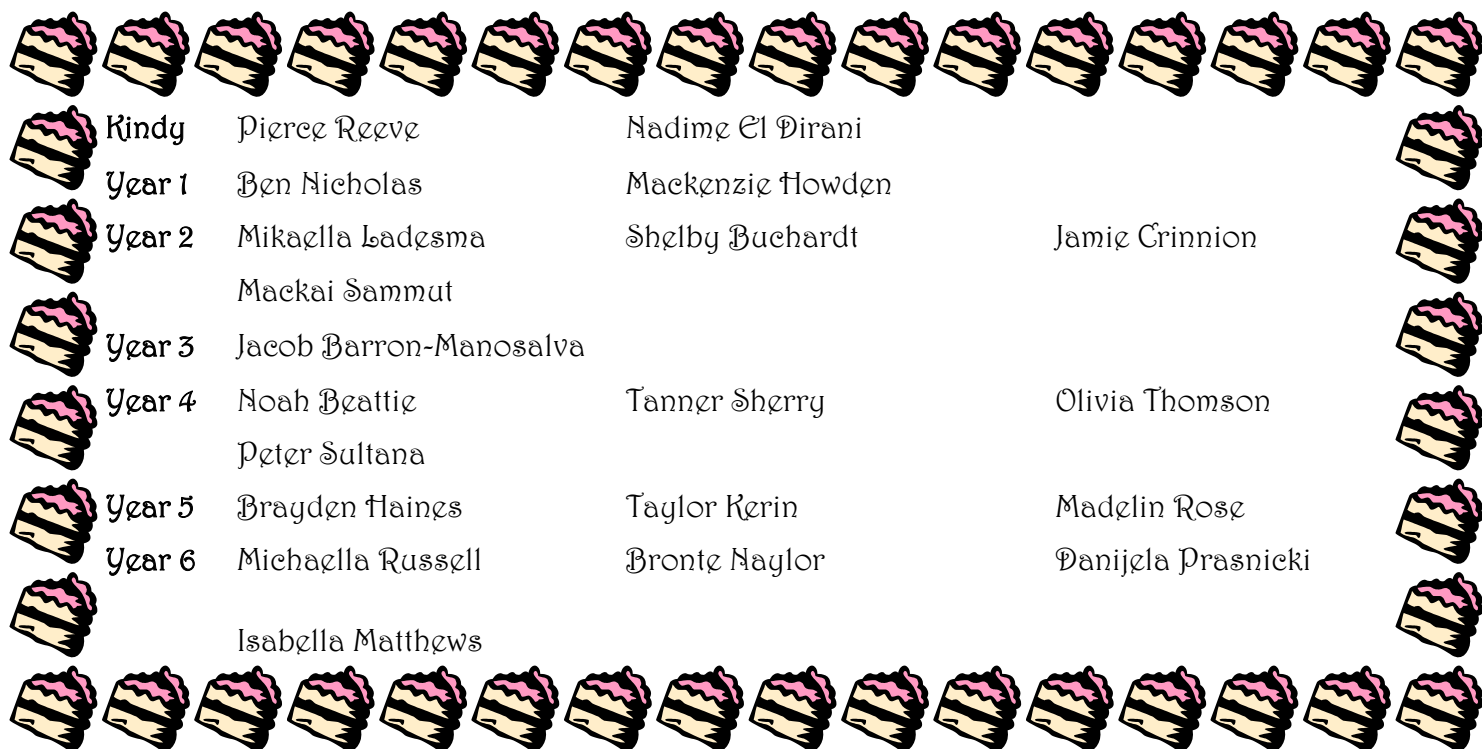 Kindy Pierce Reeve Nadime El Dirani
Year 1 Ben Nicholas Mackenzie Howden
Year 2 Mikaella Ladesma Shelby Buchardt Jamie Crinnion
Mackai Sammut
Year 3 Jacob Barron-Manosalva
Year 4 Noah Beattie Tanner Sherry Olivia Thomson
Peter Sultana
Year 5 Brayden Haines Taylor Kerin Madelin Rose
Year 6 Michaella Russell Bronte Naylor Danijela Prasnicki
Isabella Matthews